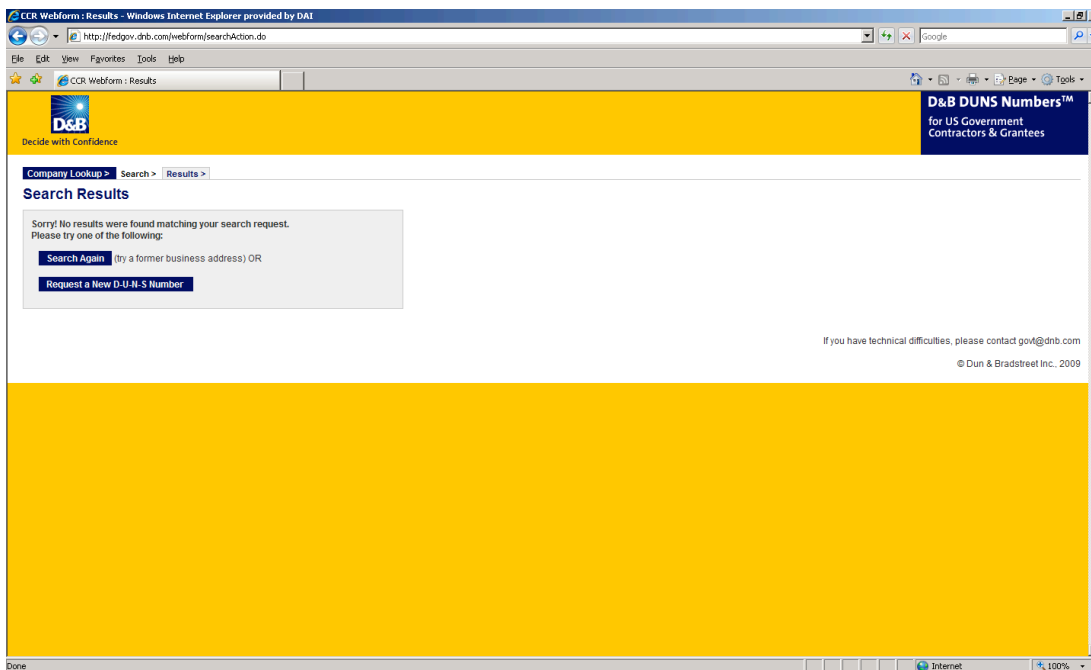 CCR Webform : Results - Windows Internet Explorer provided by DAI
http://fedgov.dnb.com/webform/searchAction.do
Google
File Edit View Favorites Tools Help
CCR Webform : Results
Page Tools
D&B
Decide with Confidence
D&B DUNS Numbers™
for US Government
Contractors & Grantees
Company Lookup > Search > Results >
Search Results
Sorry! No results were found matching your search request.
Please try one of the following:
Search Again (try a former business address) OR
Request a New D-U-N-S Number
If you have technical difficulties, please contact govt@dnb.com
© Dun & Bradstreet Inc., 2009
Done
Internet
100%